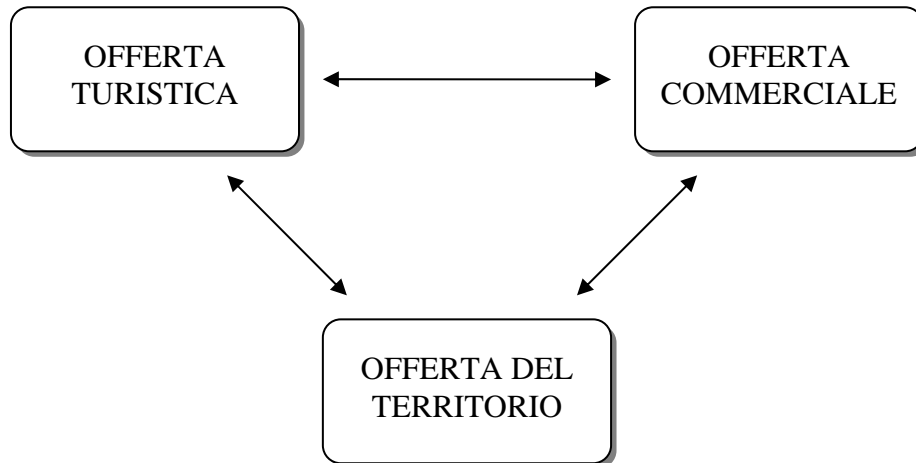 OFFERTA
TURISTICA
OFFERTA
COMMERCIALE
OFFERTA DEL
TERRITORIO